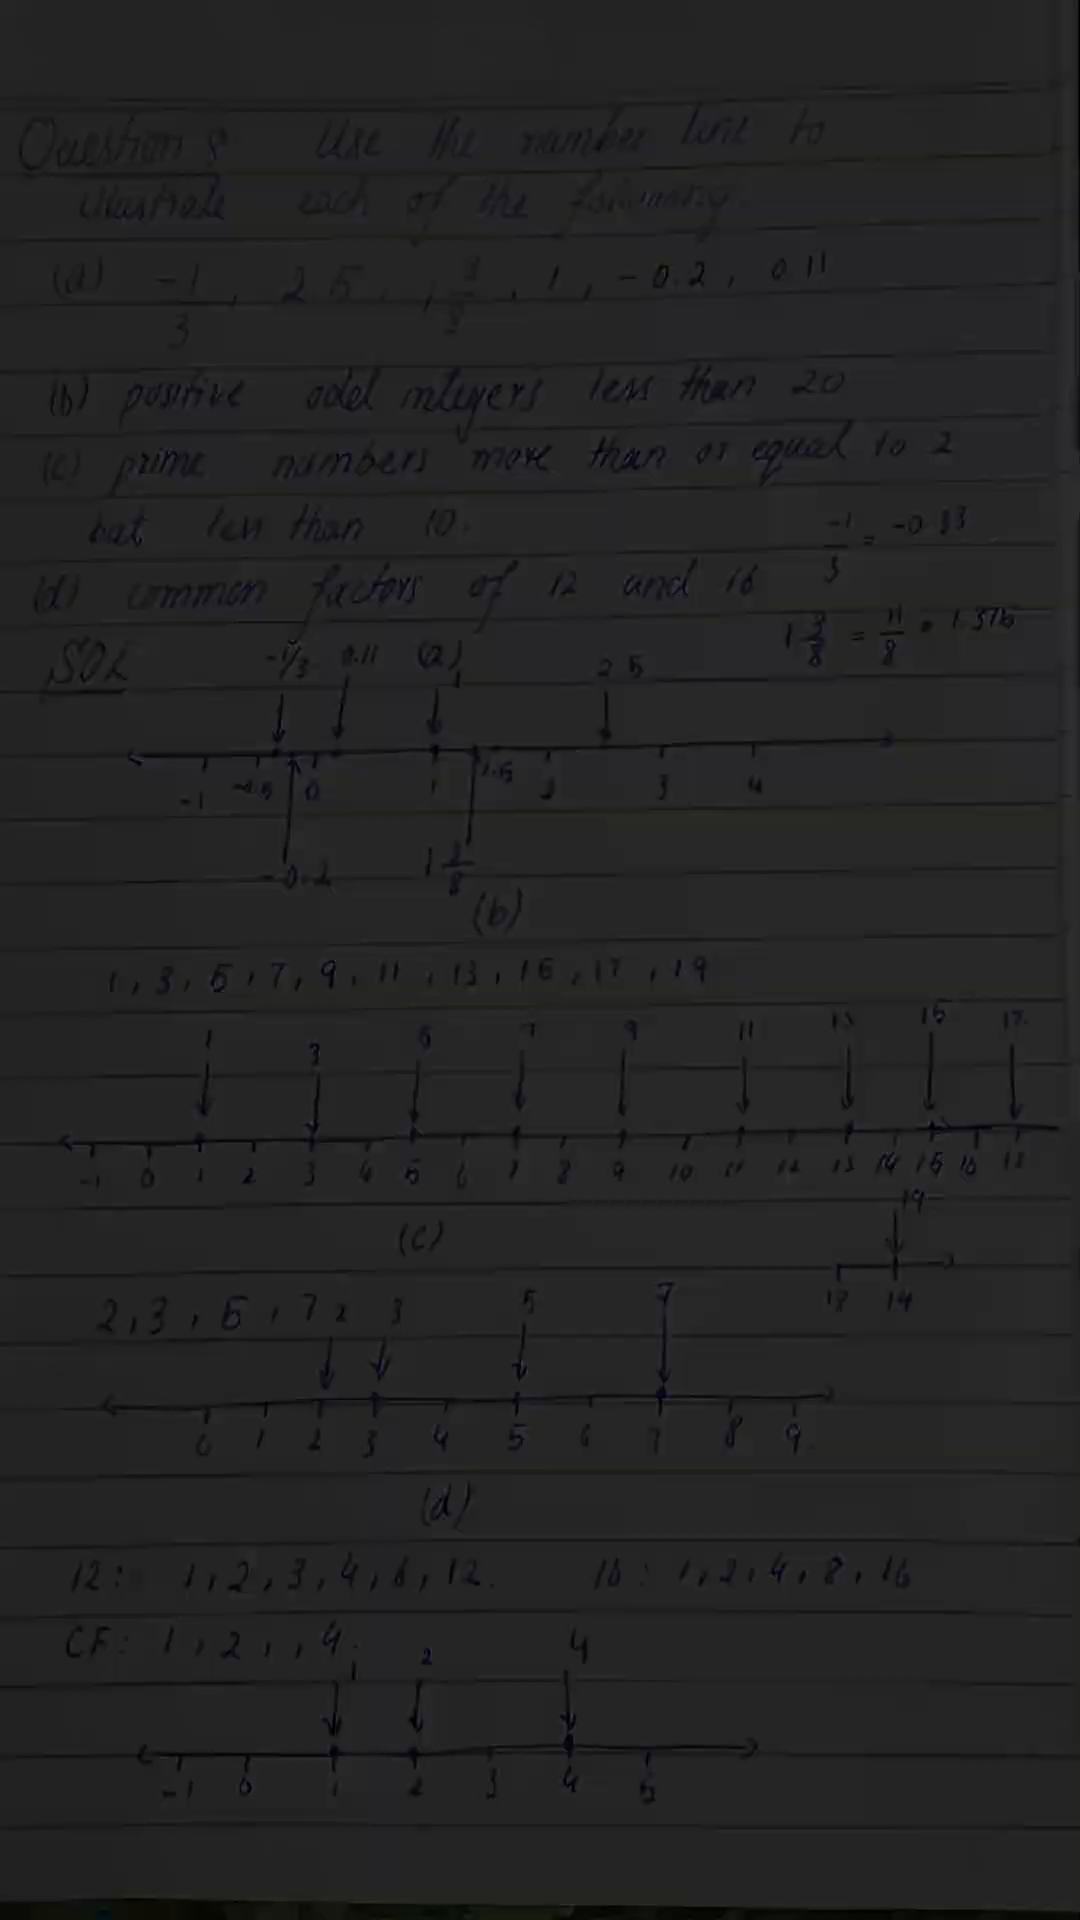 Question 8 Use the number line to
illustrate each of the following.
(a) -1/3, 2.5, 1 3/8, 1, -0.2, 0.11
(b) positive odd integers less than 20
(c) prime numbers more than or equal to 2
but less than 10.
-1/3 = -0.33
(d) common factors of 12 and 16
1 3/8 = 11/8 = 1.375
SOL
-1/3 0.11 (a) 1 2.5
-1 -0.5 0 1 1.5 2 3 4
-0.2 1 3/8
(b)
1, 3, 5, 7, 9, 11, 13, 15, 17, 19
1 3 5 7 9 11 13 15 17
-1 0 1 2 3 4 5 6 7 8 9 10 11 12 13 14 15 16
19
(c)
2, 3, 5, 7 2 3 5 7
0 1 2 3 4 5 6 7 8 9
(d)
12: 1, 2, 3, 4, 6, 12. 16: 1, 2, 4, 8, 16
CF: 1, 2, , 4.
1 2 4
-1 0 1 2 3 4 5